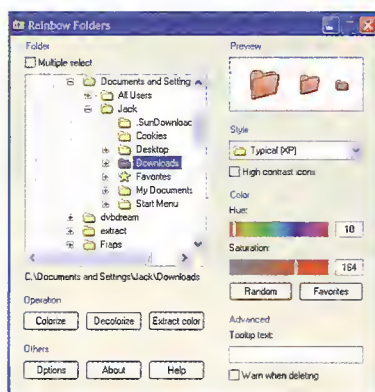 Rainbow Folders
Folder
Multiple select
Documents and Setting
All Users
Jack
.SunDownloac
Cookies
Desktop
Downloads
Favorites
My Documents
Start Menu
dvbdream
extract
Fraps
C:\Documents and Settings\Jack\Downloads
Operation
Colorize
Decolorize
Extract color
Others
Options
About
Help
Preview
Style
Typical (XP)
High contrast icons
Color
Hue:
18
Saturation:
164
Random
Favorites
Advanced
Tooltip text:
Warn when deleting